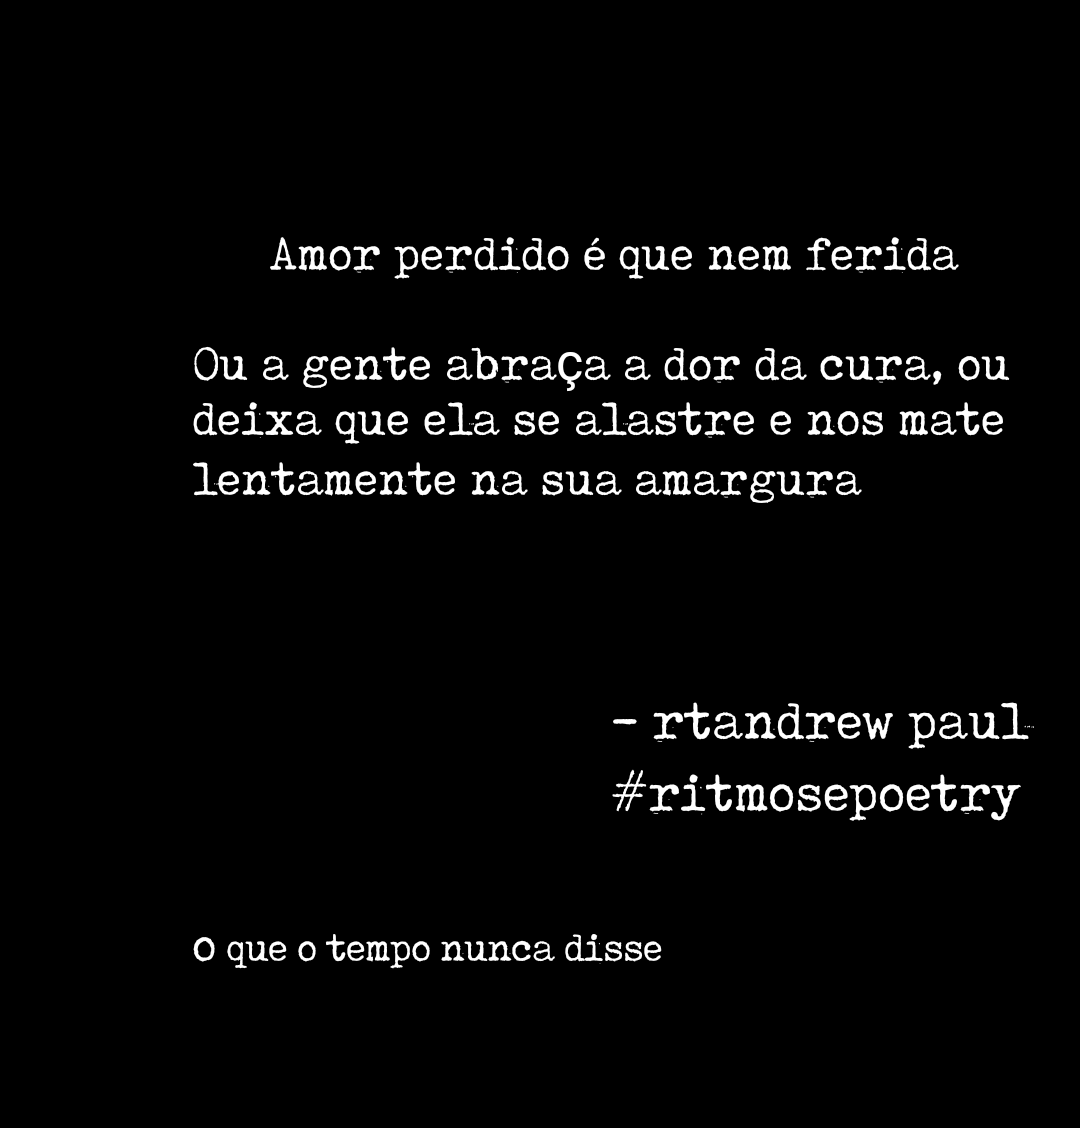 Amor perdido é que nem ferida
Ou a gente abraça a dor da cura, ou
deixa que ela se alastre e nos mate
lentamente na sua amargura
- rtandrew paul
#ritmosepoetry
O que o tempo nunca disse